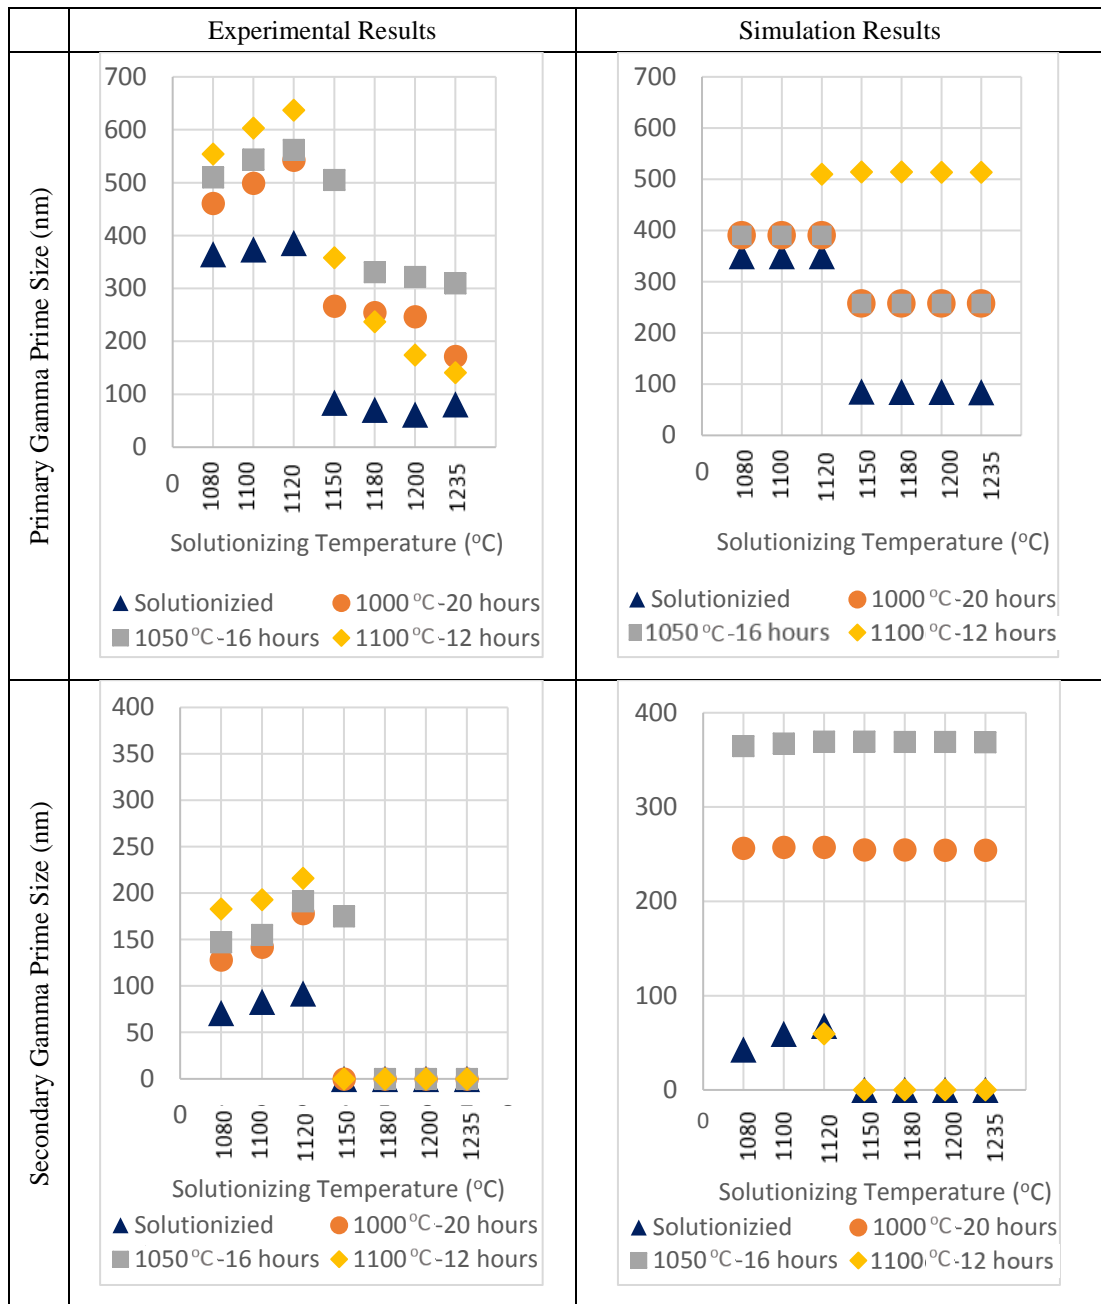 Experimental Results
Simulation Results
Primary Gamma Prime Size (nm)
700
600
500
400
300
200
100
0
0
1080
1100
1120
1150
1180
1200
1235
Solutionizing Temperature (°C)
Solutionizied
1000 °C-20 hours
1050 °C-16 hours
1100 °C-12 hours
700
600
500
400
300
200
100
0
0
1080
1100
1120
1150
1180
1200
1235
Solutionizing Temperature (°C)
Solutionizied
1000 °C-20 hours
1050 °C-16 hours
1100 °C-12 hours
Secondary Gamma Prime Size (nm)
400
350
300
250
200
150
100
50
0
0
1080
1100
1120
1150
1180
1200
1235
Solutionizing Temperature (°C)
Solutionizied
1000 °C-20 hours
1050 °C-16 hours
1100 °C-12 hours
400
300
200
100
0
0
1080
1100
1120
1150
1180
1200
1235
Solutionizing Temperature (°C)
Solutionizied
1000 °C-20 hours
1050 °C-16 hours
1100 °C-12 hours